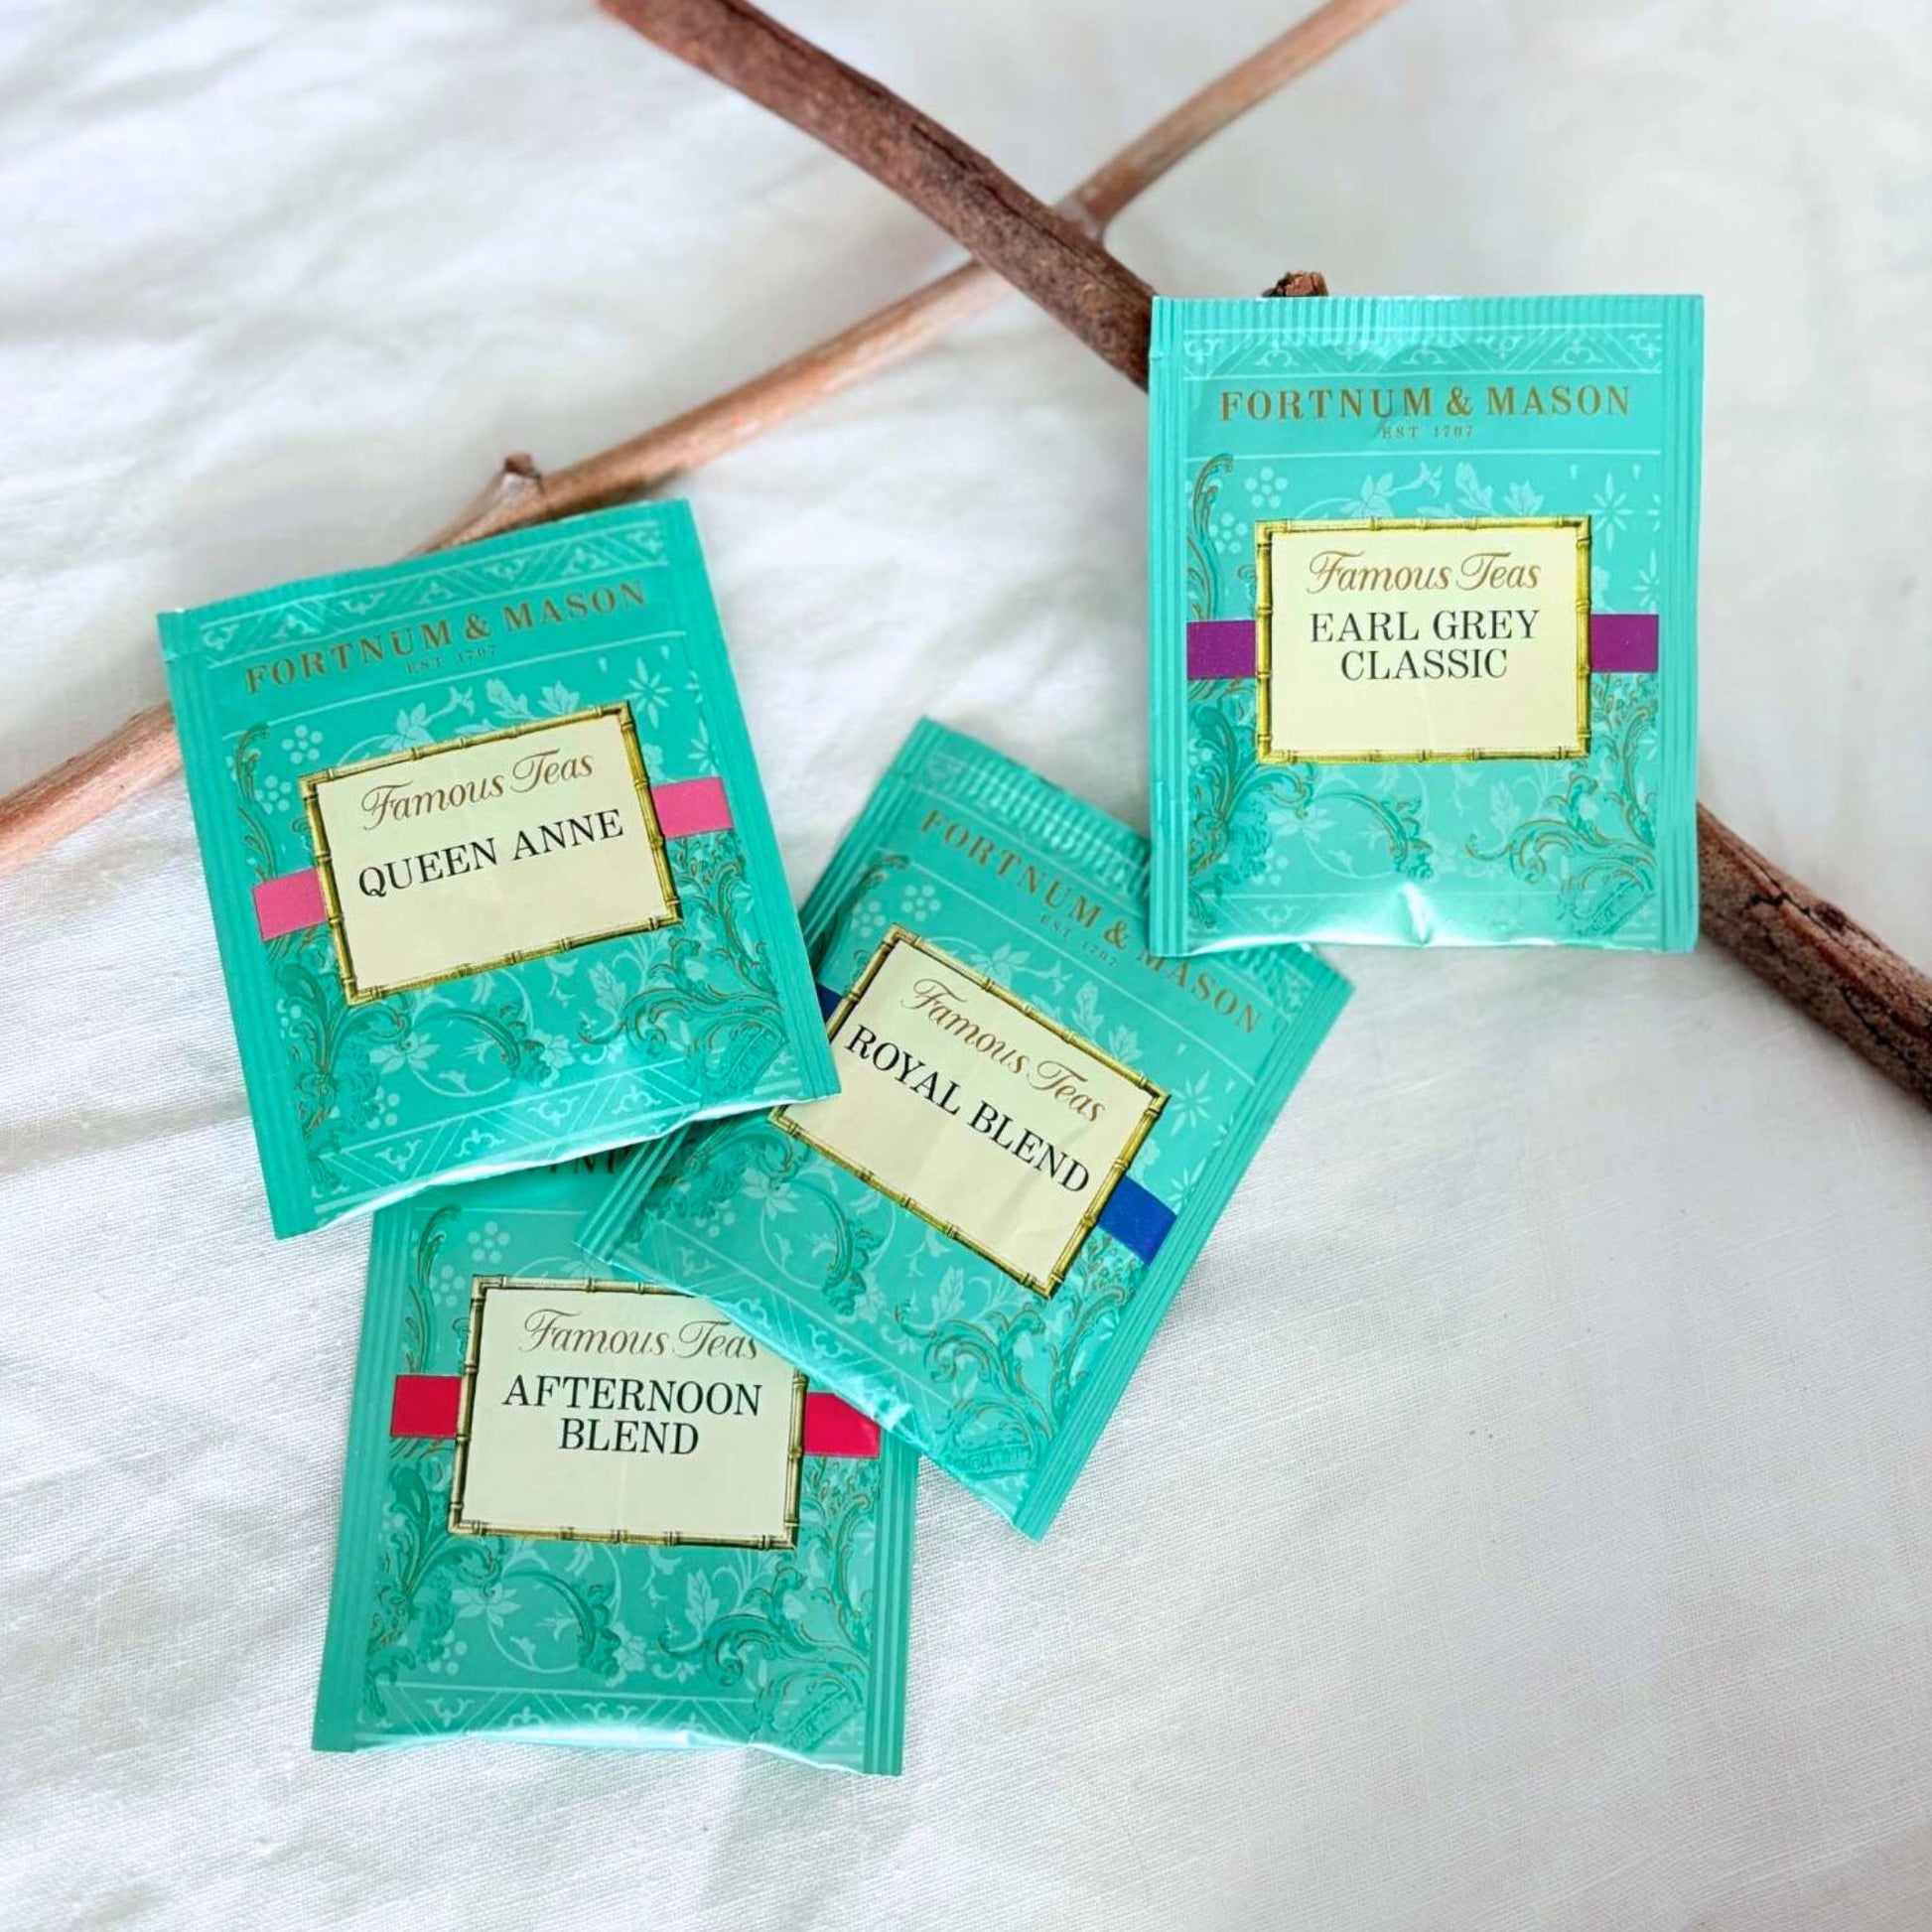 FORTNUM & MASON
EST 1707
Famous Teas
EARL GREY
CLASSIC
FORTNUM & MASON
EST 1707
Famous Teas
QUEEN ANNE
FORTNUM & MASON
EST 1707
Famous Teas
ROYAL BLEND
Famous Teas
AFTERNOON
BLEND